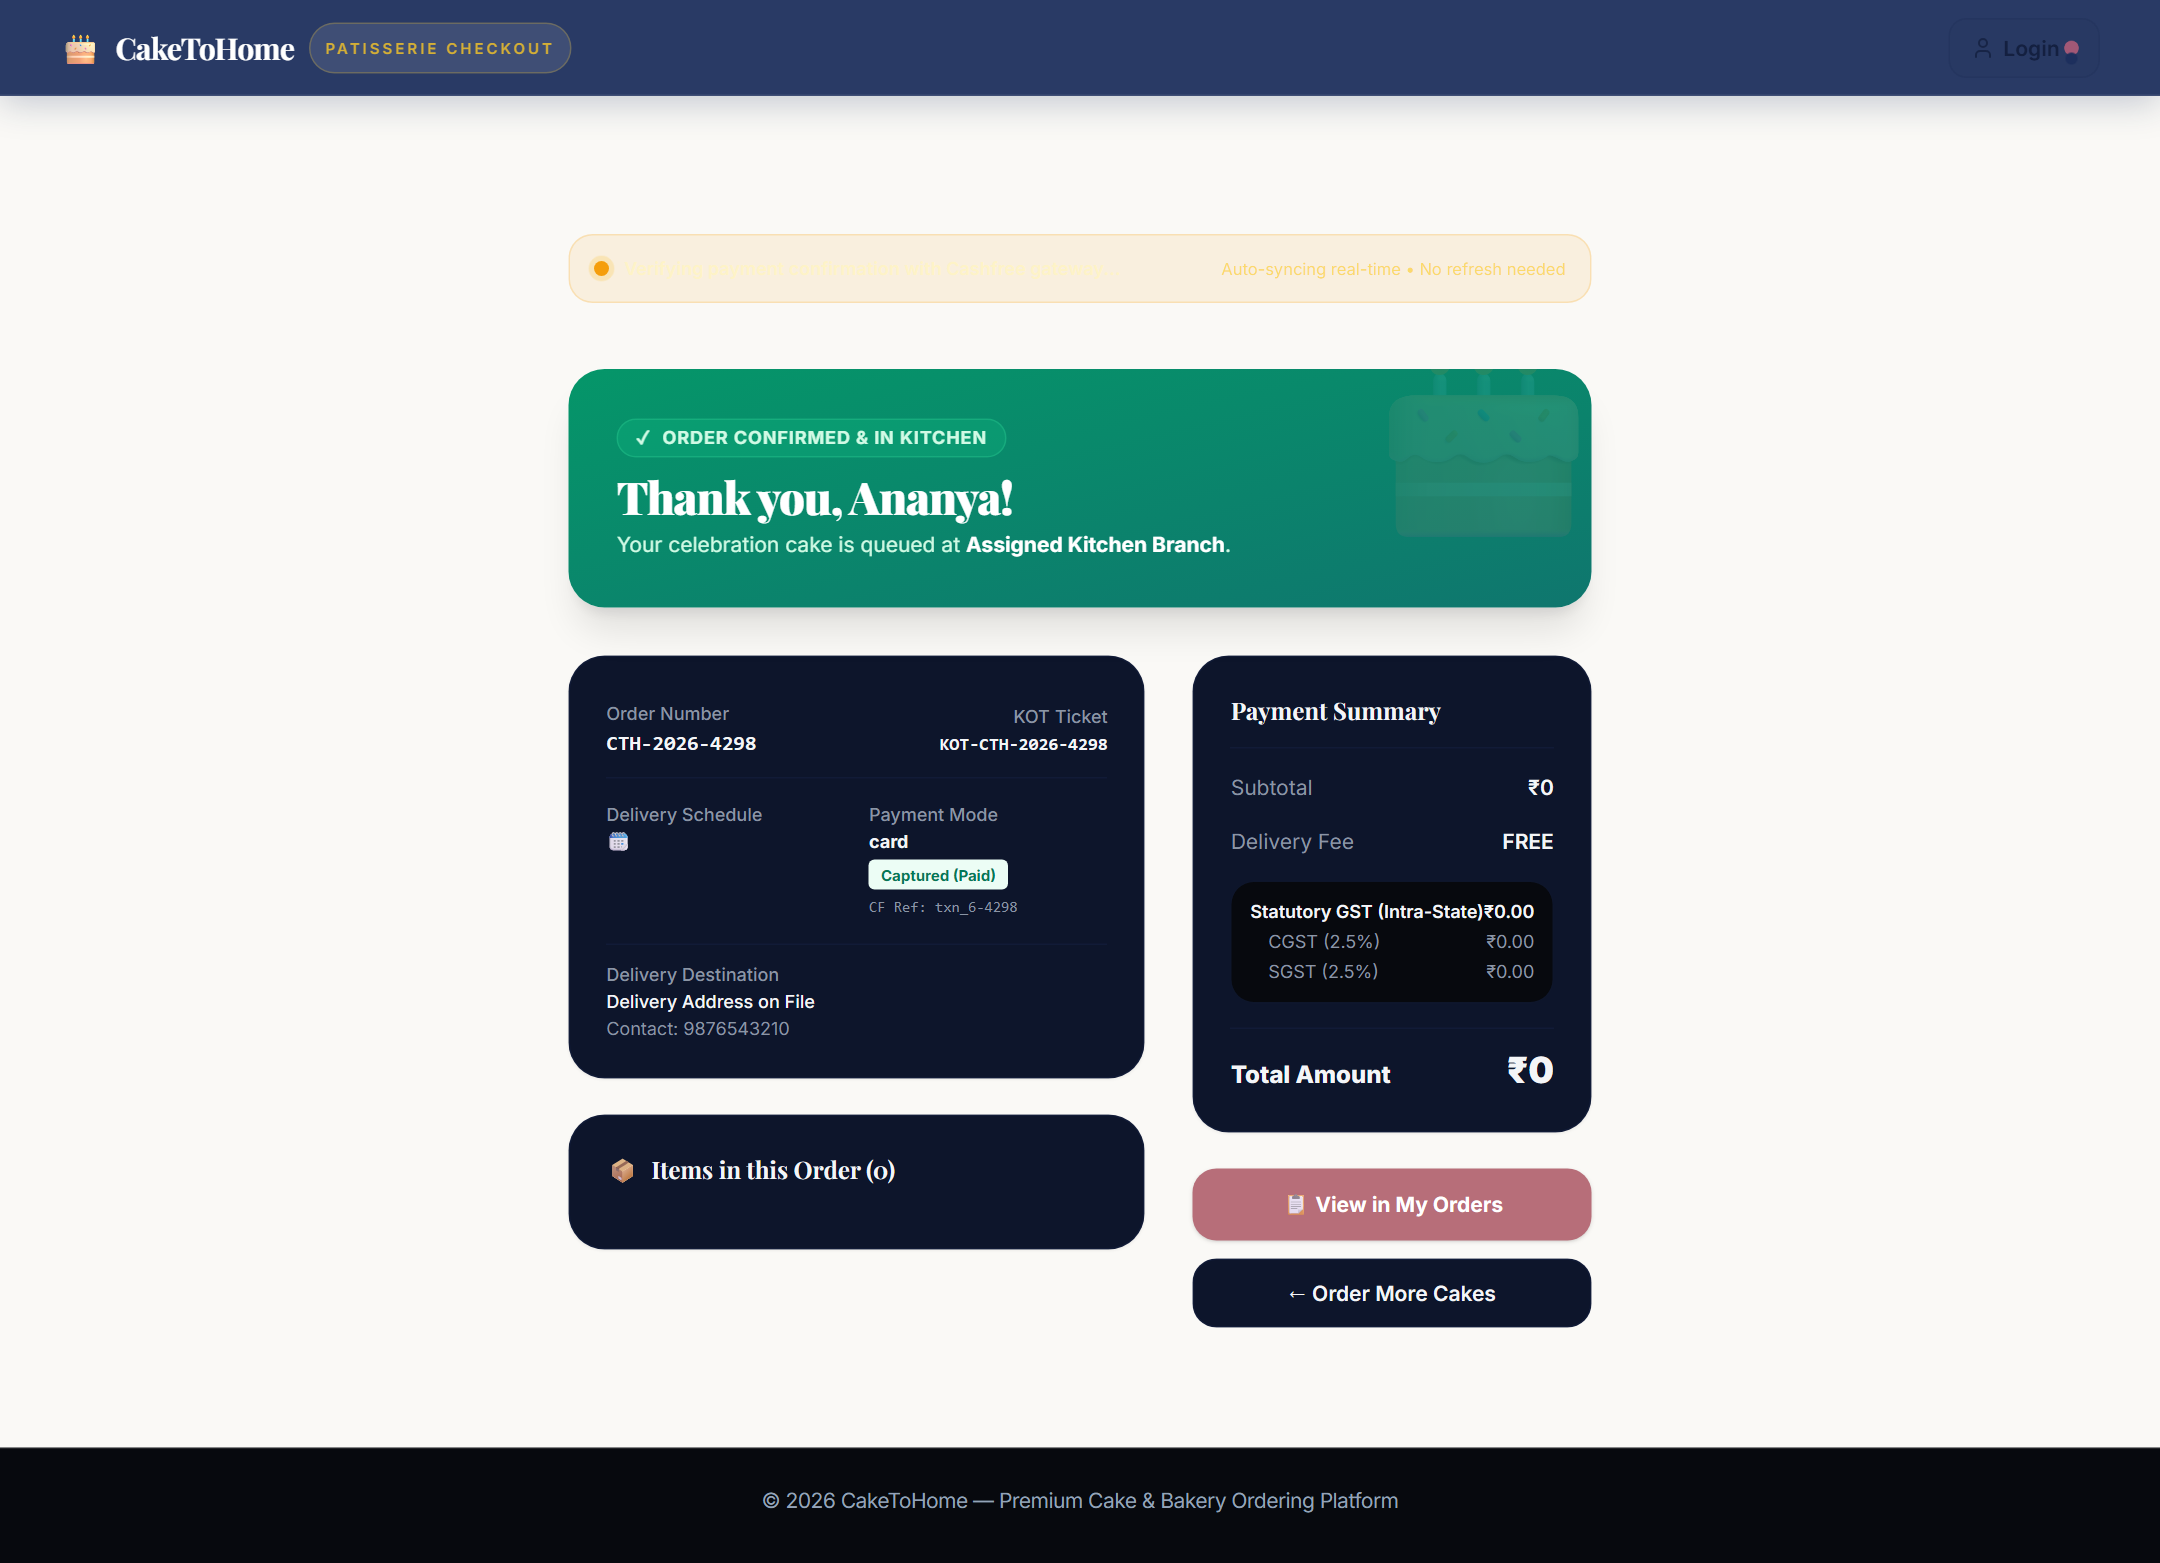 CakeToHome
PATISSERIE CHECKOUT
Login
Auto-syncing real-time • No refresh needed
✓ ORDER CONFIRMED & IN KITCHEN
Thank you, Ananya!
Your celebration cake is queued at Assigned Kitchen Branch.
Order Number
CTH-2026-4298
KOT Ticket
KOT-CTH-2026-4298
Delivery Schedule
Payment Mode
card
Captured (Paid)
CF Ref: txn_6-4298
Delivery Destination
Delivery Address on File
Contact: 9876543210
Items in this Order (0)
Payment Summary
Subtotal ₹0
Delivery Fee FREE
Statutory GST (Intra-State)₹0.00
CGST (2.5%) ₹0.00
SGST (2.5%) ₹0.00
Total Amount ₹0
View in My Orders
← Order More Cakes
© 2026 CakeToHome — Premium Cake & Bakery Ordering Platform